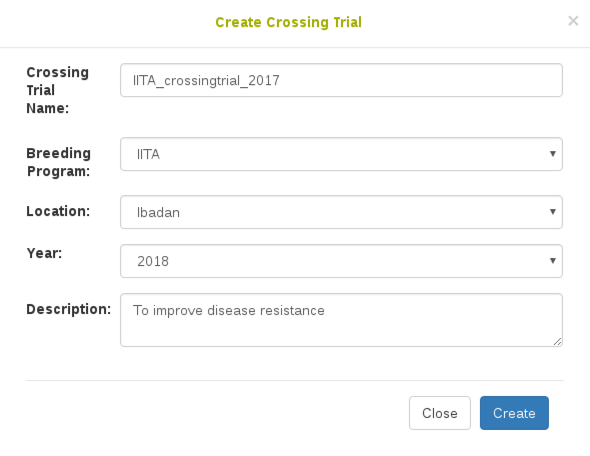 Create Crossing Trial
×
Crossing
Trial
Name:
IITA_crossingtrial_2017
Breeding
Program:
IITA
Location:
Ibadan
Year:
2018
Description:
To improve disease resistance
Close
Create